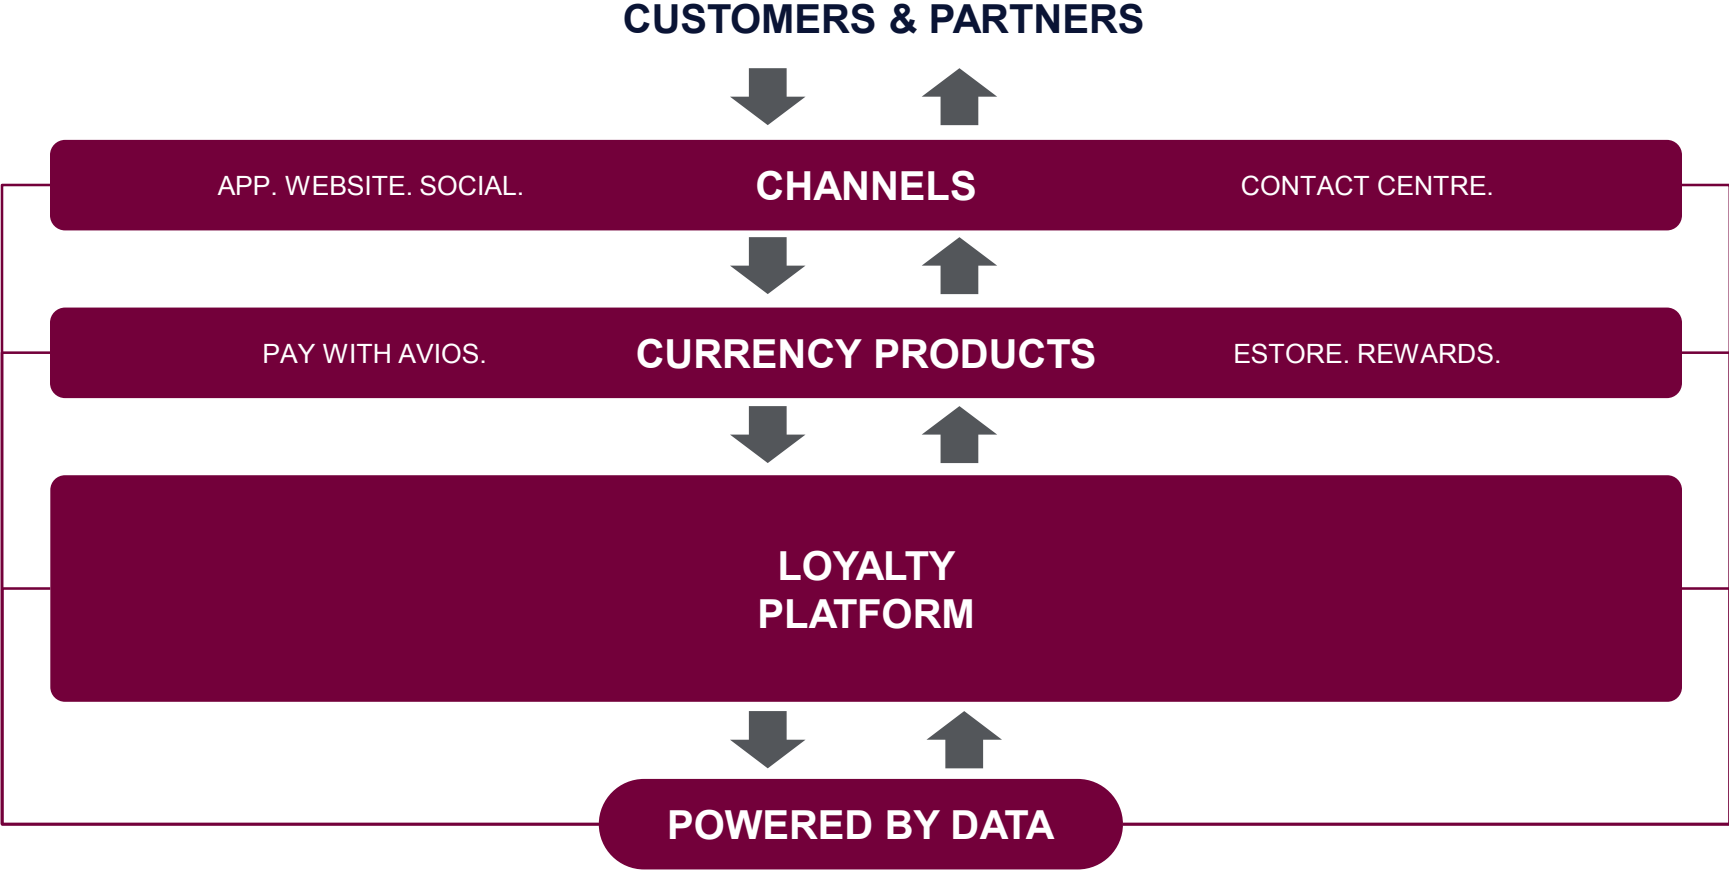 CUSTOMERS & PARTNERS
APP. WEBSITE. SOCIAL.
CHANNELS
CONTACT CENTRE.
PAY WITH AVIOS.
CURRENCY PRODUCTS
ESTORE. REWARDS.
LOYALTY
PLATFORM
POWERED BY DATA